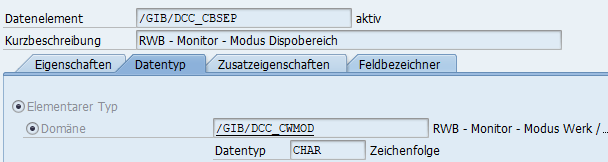 Datenelement /GIB/DCC_CBSEP aktiv
Kurzbeschreibung RWB - Monitor - Modus Dispobereich
Eigenschaften Datentyp Zusatzeigenschaften Feldbezeichner
Elementarer Typ
Domäne /GIB/DCC_CWMOD RWB - Monitor - Modus Werk /...
Datentyp CHAR Zeichenfolge